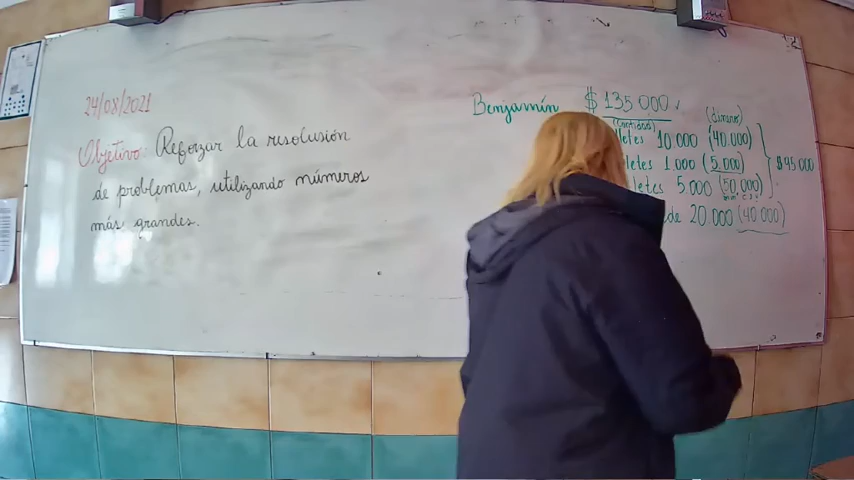 24/08/2021
Objetivo: Reforzar la resolusión
de problemas, utilizando números
más grandes.
Benjamín $ 135.000
(Cantidad) (dinero)
letes 10.000 (40.000)
letes 1.000 (5.000) $95.000
letes 5.000 (50.000)
de 20.000 (40.000)